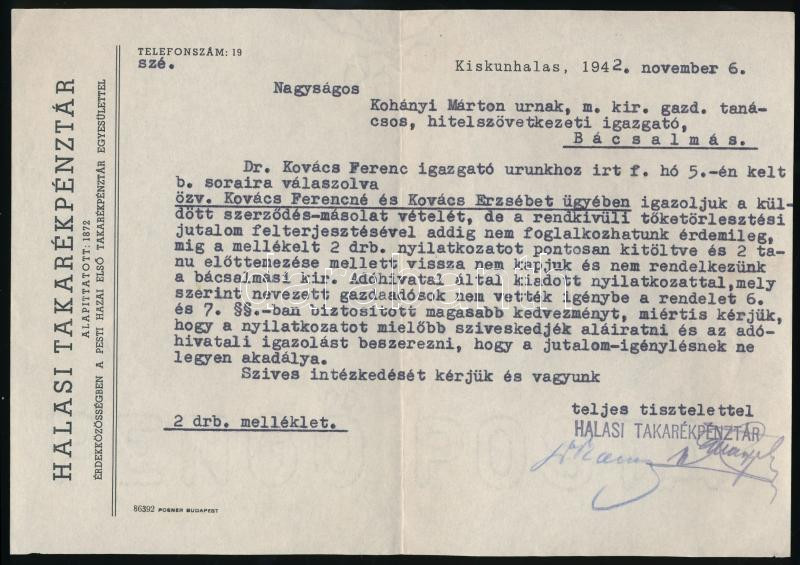 HALASI TAKARÉKPÉNZTÁR
ALAPITTATOTT: 1872
ÉRDEKKÖZÖSSÉGBEN A PESTI HAZAI ELSŐ TAKARÉKPÉNZTÁR EGYESÜLETTEL
TELEFONSZÁM: 19
szé.
Kiskunhalas, 1942. november 6.
Nagyságos
Kohányi Márton urnak, m. kir. gazd. taná-
csos, hitelszövetkezeti igazgató,
Bácsalmás.
Dr. Kovács Ferenc igazgató urunkhoz irt f. hó 5.-én kelt
b. soraira válaszolva
özv. Kovács Ferencné és Kovács Erzsébet ügyében igazoljuk a kül-
dött szerződés-másolat vételét, de a rendkivüli tőketörlesztési
jutalom felterjesztésével addig nem foglalkozhatunk érdemileg,
mig a mellékelt 2 drb. nyilatkozatot pontosan kitöltve és 2 ta-
nu előttemezése mellett vissza nem kapjuk és nem rendelkezünk
a bácsalmási kir. Adóhivatal által kiadott nyilatkozattal, mely
szerint nevezett gazdaadósok nem vették igénybe a rendelet 6.
és 7. §§.-ban biztositott magasabb kedvezményt, miértis kérjük,
hogy a nyilatkozatot mielőbb sziveskedjék aláiratni és az adó-
hivatali igazolást beszerezni, hogy a jutalom-igénylésnek ne
legyen akadálya.
Szives intézkedését kérjük és vagyunk
teljes tisztelettel
2 drb. melléklet.
HALASI TAKARÉKPÉNZTÁR
86392 POSNER BUDAPEST